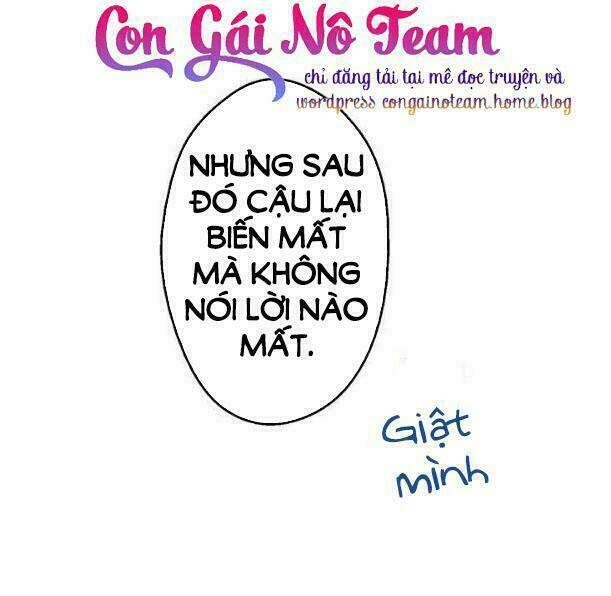 Con Gái Nô Team
chỉ đăng tải tại mê đọc truyện và
wordpress congainoteam.home.blog
NHƯNG SAU
ĐÓ CẬU LẠI
BIẾN MẤT
MÀ KHÔNG
NÓI LỜI NÀO
MẤT.
Giật
mình